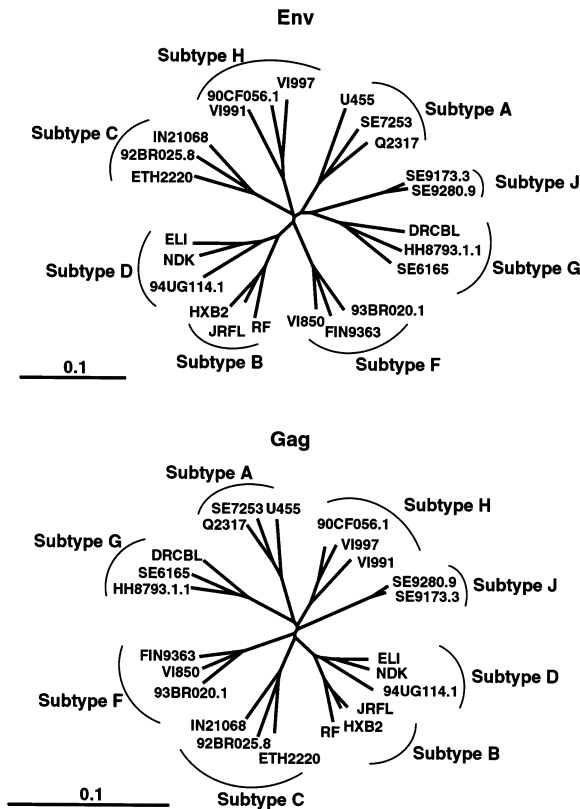 Env
Subtype H
VI997
90CF056.1
VI991
U455
Subtype A
SE7253
Q2317
Subtype C
IN21068
92BR025.8
ETH2220
SE9173.3
SE9280.9
Subtype J
ELI
NDK
Subtype D
94UG114.1
DRCBL
HH8793.1.1
SE6165
Subtype G
HXB2
JRFL
RF
Subtype B
VI850
93BR020.1
FIN9363
Subtype F
0.1
Gag
Subtype A
SE7253
U455
Q2317
90CF056.1
Subtype H
VI997
VI991
Subtype G
DRCBL
SE6165
HH8793.1.1
SE9280.9
SE9173.3
Subtype J
FIN9363
VI850
93BR020.1
Subtype F
ELI
NDK
94UG114.1
Subtype D
JRFL
HXB2
RF
Subtype B
IN21068
92BR025.8
ETH2220
Subtype C
0.1